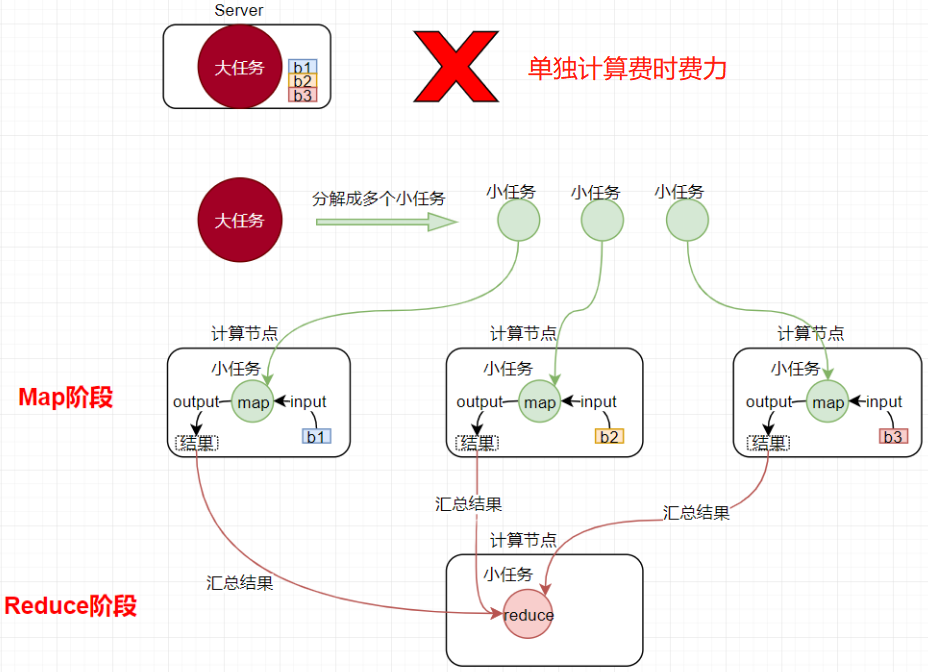 Server
大任务
b1
b2
b3
单独计算费时费力
大任务
分解成多个小任务
小任务
小任务
小任务
计算节点
计算节点
计算节点
Map阶段
小任务
output
map
input
结果
b1
小任务
output
map
input
结果
b2
小任务
output
map
input
结果
b3
汇总结果
汇总结果
汇总结果
计算节点
Reduce阶段
小任务
reduce